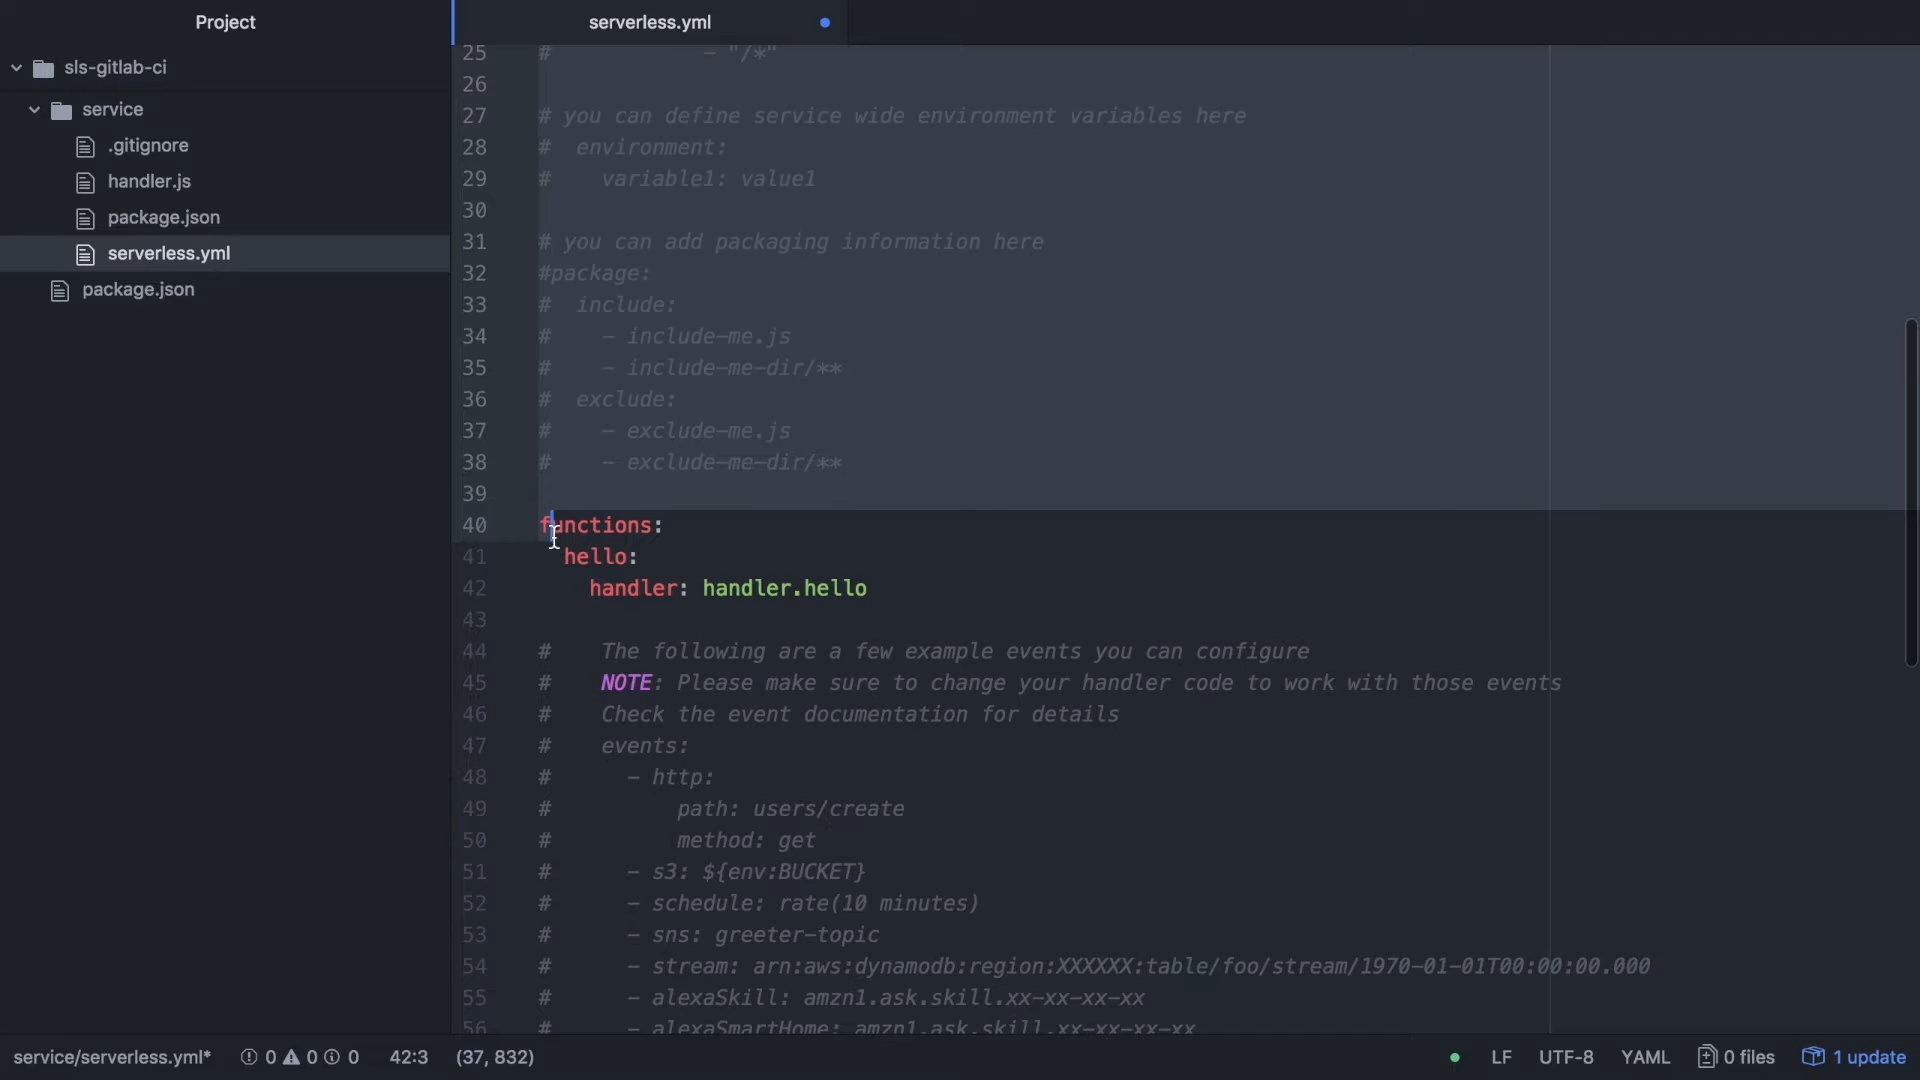 Project
serverless.yml
sls-gitlab-ci
service
.gitignore
handler.js
package.json
serverless.yml
package.json
25 #            - "/*"
26
27 # you can define service wide environment variables here
28 #  environment:
29 #    variable1: value1
30
31 # you can add packaging information here
32 #package:
33 #  include:
34 #    - include-me.js
35 #    - include-me-dir/**
36 #  exclude:
37 #    - exclude-me.js
38 #    - exclude-me-dir/**
39
40 functions:
41   hello:
42     handler: handler.hello
43
44 #    The following are a few example events you can configure
45 #    NOTE: Please make sure to change your handler code to work with those events
46 #    Check the event documentation for details
47 #    events:
48 #      - http:
49 #          path: users/create
50 #          method: get
51 #      - s3: ${env:BUCKET}
52 #      - schedule: rate(10 minutes)
53 #      - sns: greeter-topic
54 #      - stream: arn:aws:dynamodb:region:XXXXXX:table/foo/stream/1970-01-01T00:00:00.000
55 #      - alexaSkill: amzn1.ask.skill.xx-xx-xx-xx
56 #      - alexaSmartHome: amzn1.ask.skill.xx-xx-xx-xx
service/serverless.yml* 0 0 0 42:3 (37, 832) LF UTF-8 YAML 0 files 1 update